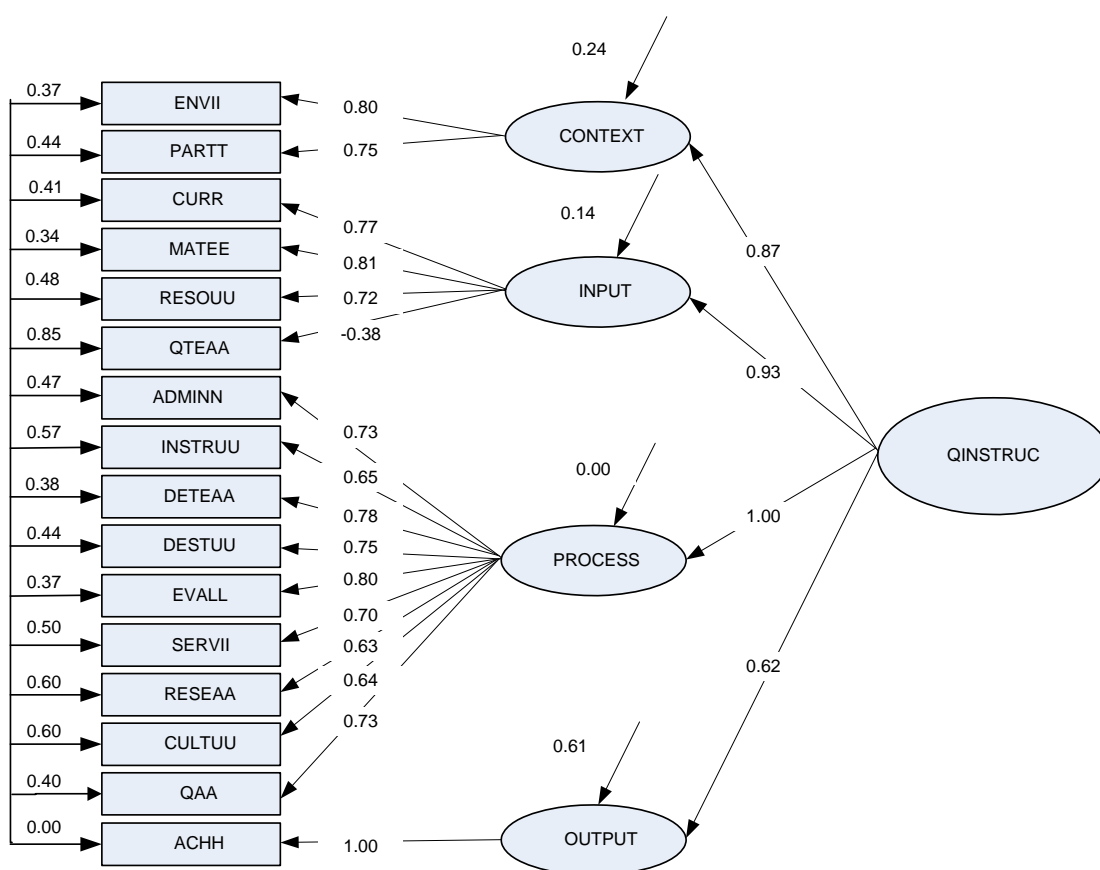 0.24
0.37 ENVII 0.80 CONTEXT
0.44 PARTT 0.75
0.41 CURR 0.77 0.14
0.34 MATEE 0.81 INPUT 0.87
0.48 RESOUU 0.72
0.85 QTEAA -0.38
0.47 ADMINN 0.93
0.57 INSTRUU 0.73 0.00 QINSTRUC
0.38 DETEAA 0.65
0.44 DESTUU 0.78 1.00
0.37 EVALL 0.75 PROCESS
0.50 SERVII 0.80
0.60 RESEAA 0.70
0.60 CULTUU 0.63 0.62
0.40 QAA 0.64
0.00 ACHH 0.73 0.61
1.00 OUTPUT